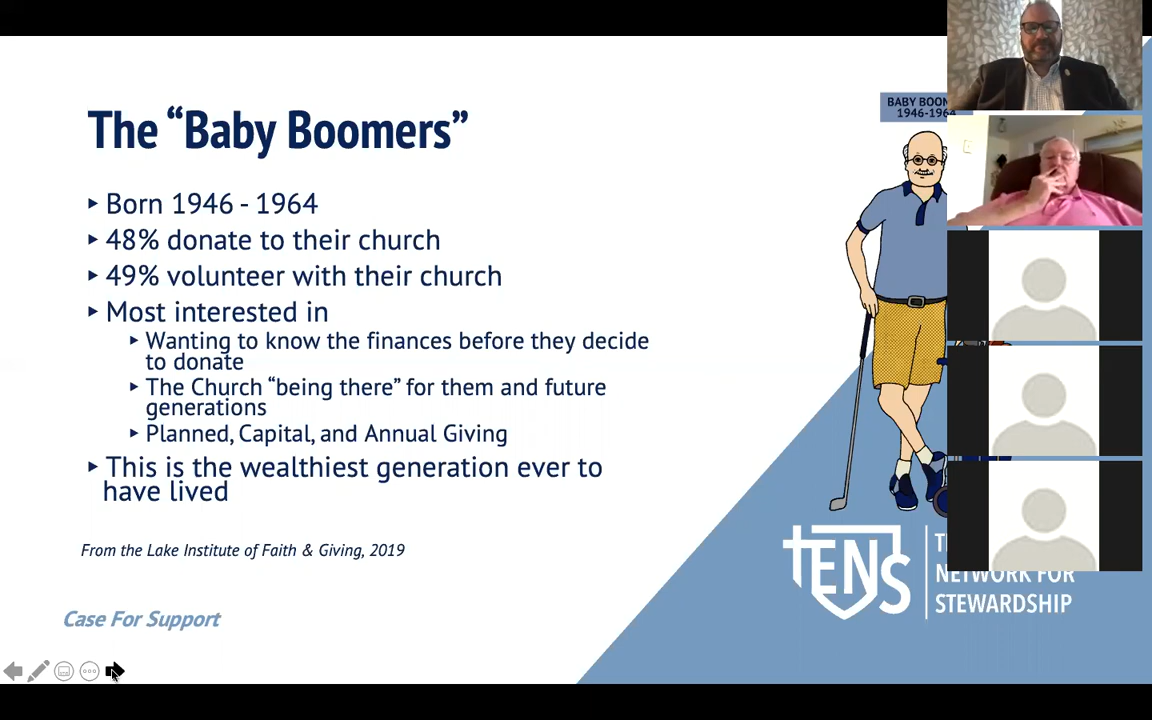 The “Baby Boomers”
Born 1946 - 1964
48% donate to their church
49% volunteer with their church
Most interested in
Wanting to know the finances before they decide
to donate
The Church “being there” for them and future
generations
Planned, Capital, and Annual Giving
This is the wealthiest generation ever to
have lived
From the Lake Institute of Faith & Giving, 2019
Case For Support
BABY BOOM
1946-1964
TENS
NETWORK FOR
STEWARDSHIP